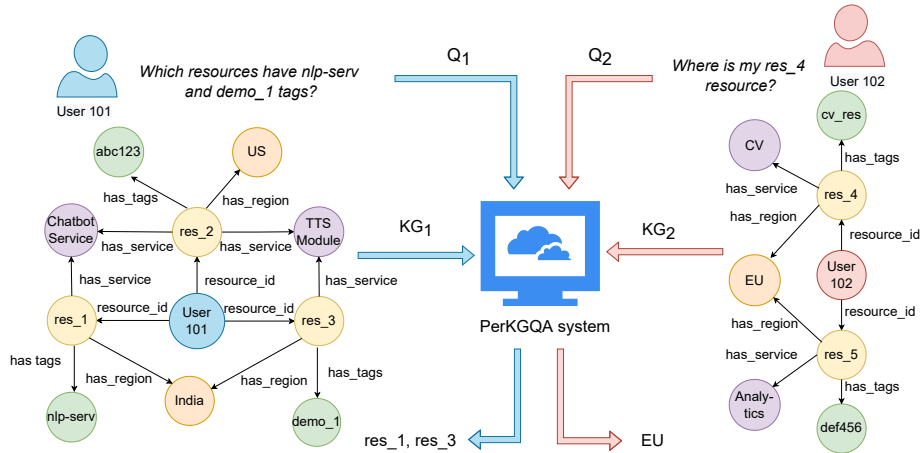 Q1
Q2
Which resources have nlp-serv
and demo_1 tags?
User 101
Where is my res_4
resource?
User 102
abc123
US
has_tags
has_region
Chatbot
Service
res_2
TTS
Module
has_service
has_service
has_service
resource_id
has_service
res_1
resource_id
User
101
resource_id
res_3
has tags
has_region
has_region
has_tags
nlp-serv
India
demo_1
KG1
KG2
PerKGQA system
res_1, res_3
EU
cv_res
CV
has_tags
has_service
res_4
has_region
resource_id
EU
User
102
has_region
resource_id
has_service
res_5
has_tags
Analy-
tics
def456